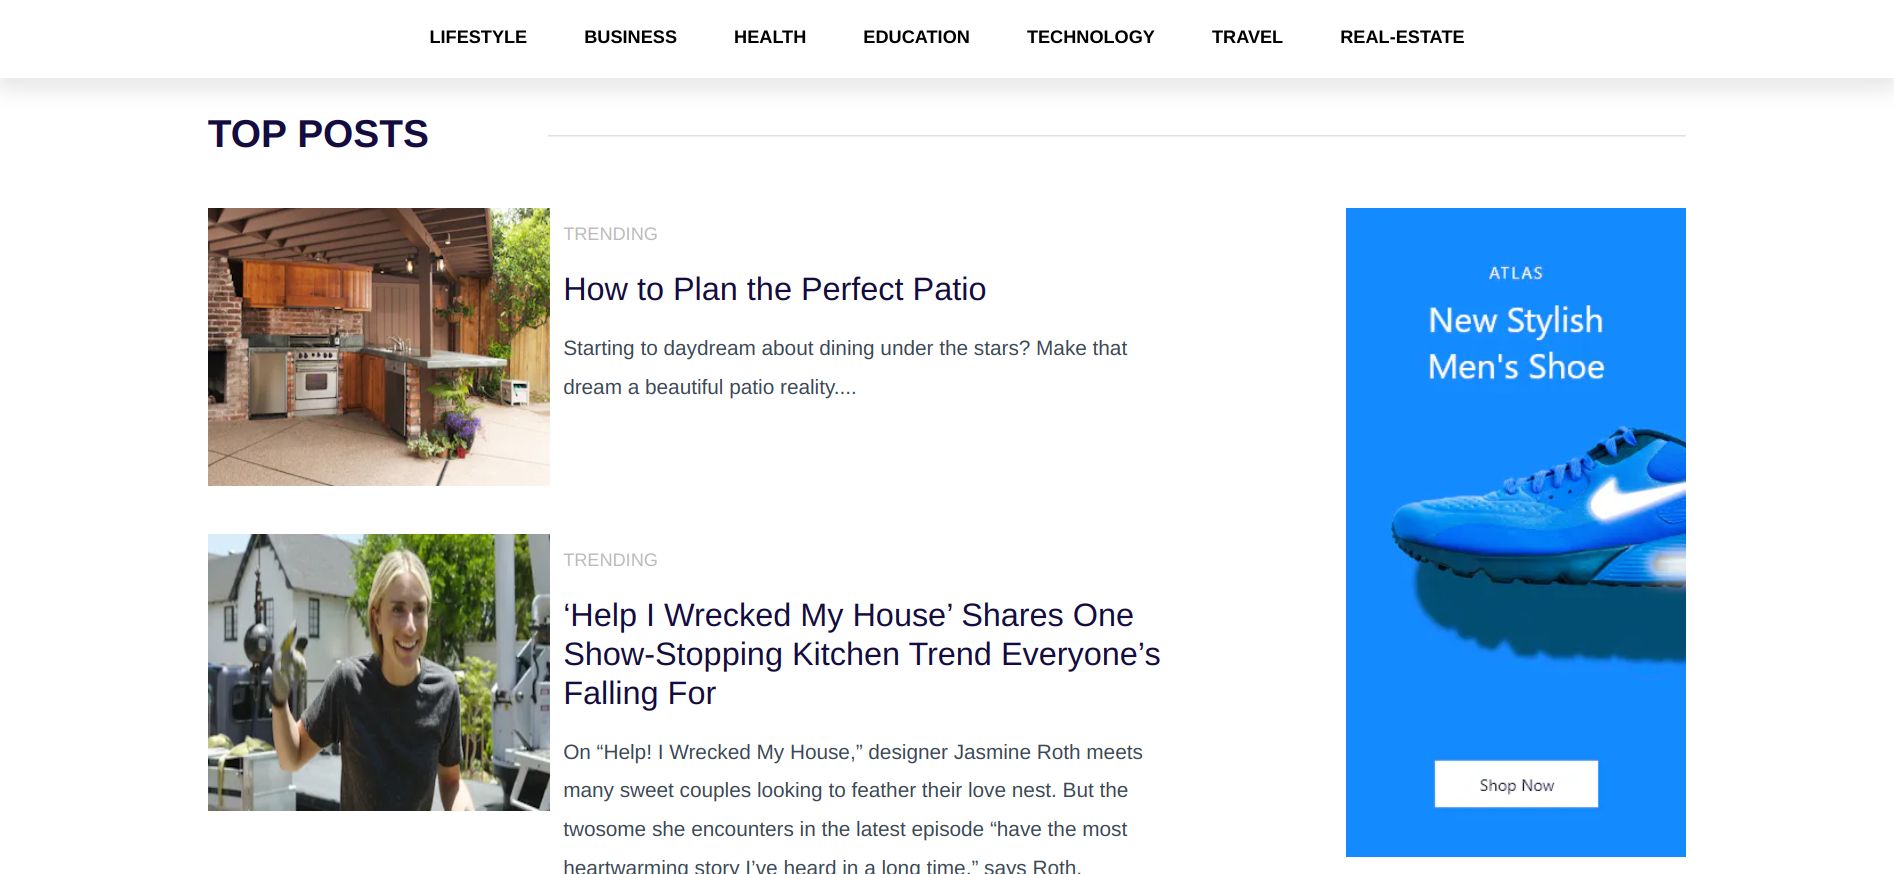 LIFESTYLE BUSINESS HEALTH EDUCATION TECHNOLOGY TRAVEL REAL-ESTATE
TOP POSTS
TRENDING
How to Plan the Perfect Patio
Starting to daydream about dining under the stars? Make that
dream a beautiful patio reality....
TRENDING
‘Help I Wrecked My House’ Shares One
Show-Stopping Kitchen Trend Everyone’s
Falling For
On “Help! I Wrecked My House,” designer Jasmine Roth meets
many sweet couples looking to feather their love nest. But the
twosome she encounters in the latest episode “have the most
heartwarming story I’ve heard in a long time,” says Roth.
ATLAS
New Stylish
Men's Shoe
Shop Now